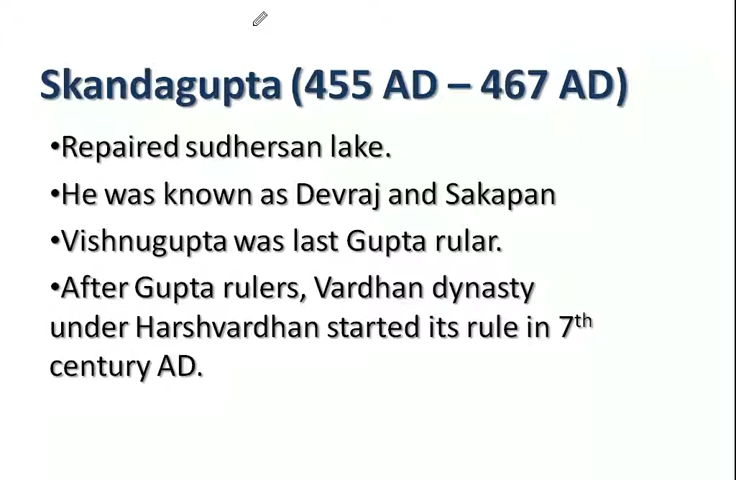 Skandagupta (455 AD – 467 AD)
•Repaired sudhersan lake.
•He was known as Devraj and Sakapan
•Vishnugupta was last Gupta rular.
•After Gupta rulers, Vardhan dynasty
under Harshvardhan started its rule in 7th
century AD.